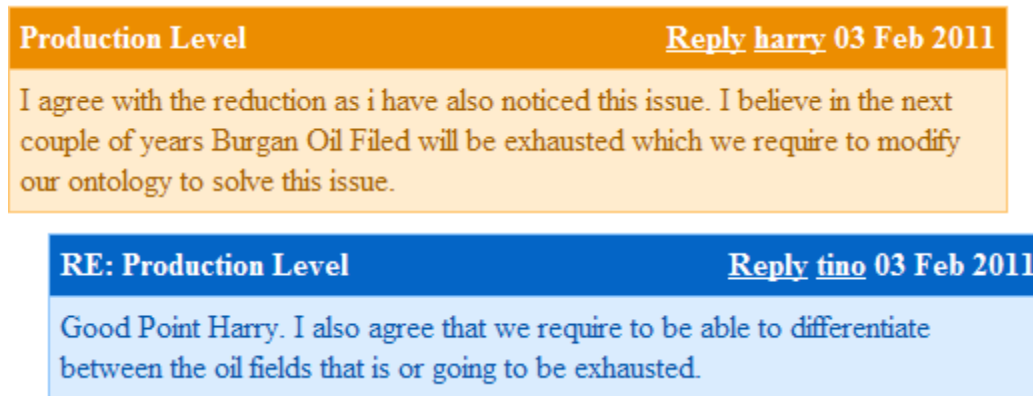 Production Level Reply harry 03 Feb 2011
I agree with the reduction as i have also noticed this issue. I believe in the next
couple of years Burgan Oil Filed will be exhausted which we require to modify
our ontology to solve this issue.
RE: Production Level Reply tino 03 Feb 2011
Good Point Harry. I also agree that we require to be able to differentiate
between the oil fields that is or going to be exhausted.